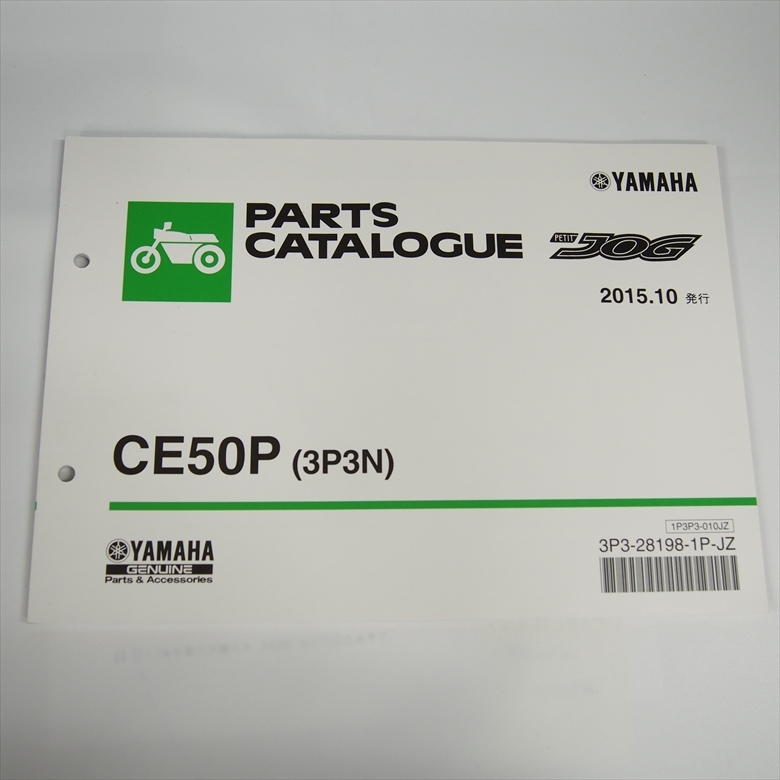 YAMAHA
PARTS
CATALOGUE
PETIT
JOG
2015.10 発行
CE50P (3P3N)
1P3P3-010JZ
3P3-28198-1P-JZ
YAMAHA
GENUINE
Parts & Accessories